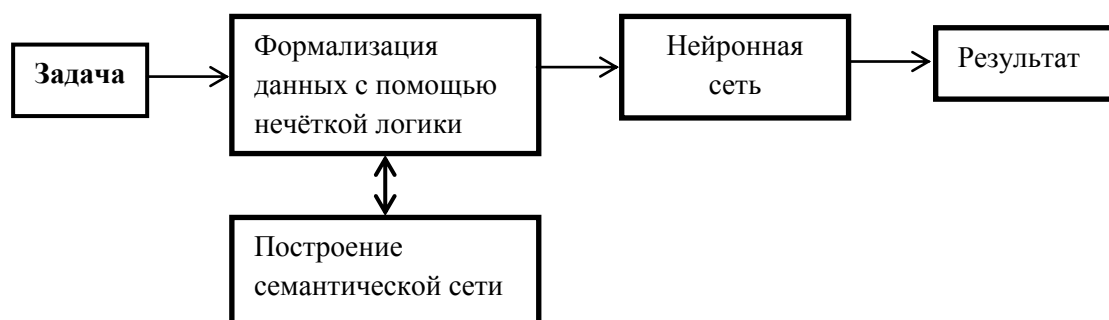 Задача
Формализация
данных с помощью
нечёткой логики
Нейронная
сеть
Результат
Построение
семантической сети